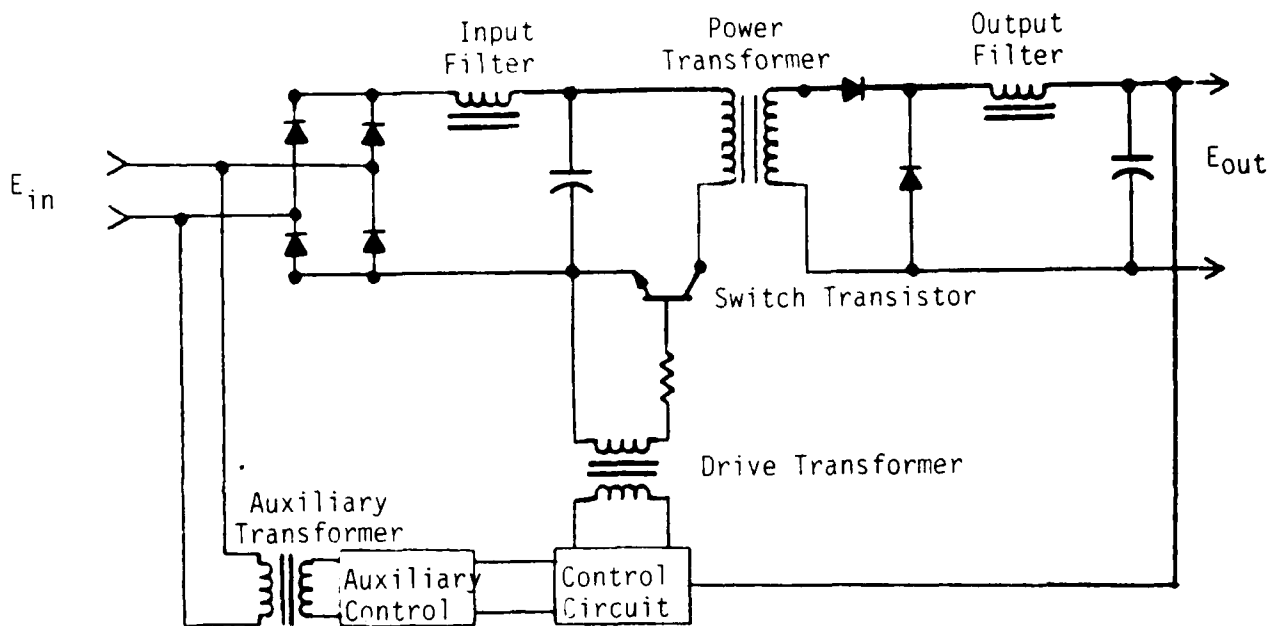 Input
Filter
Power
Transformer
Output
Filter
E in
E out
Switch Transistor
Drive Transformer
Auxiliary
Transformer
Auxiliary
Control
Control
Circuit